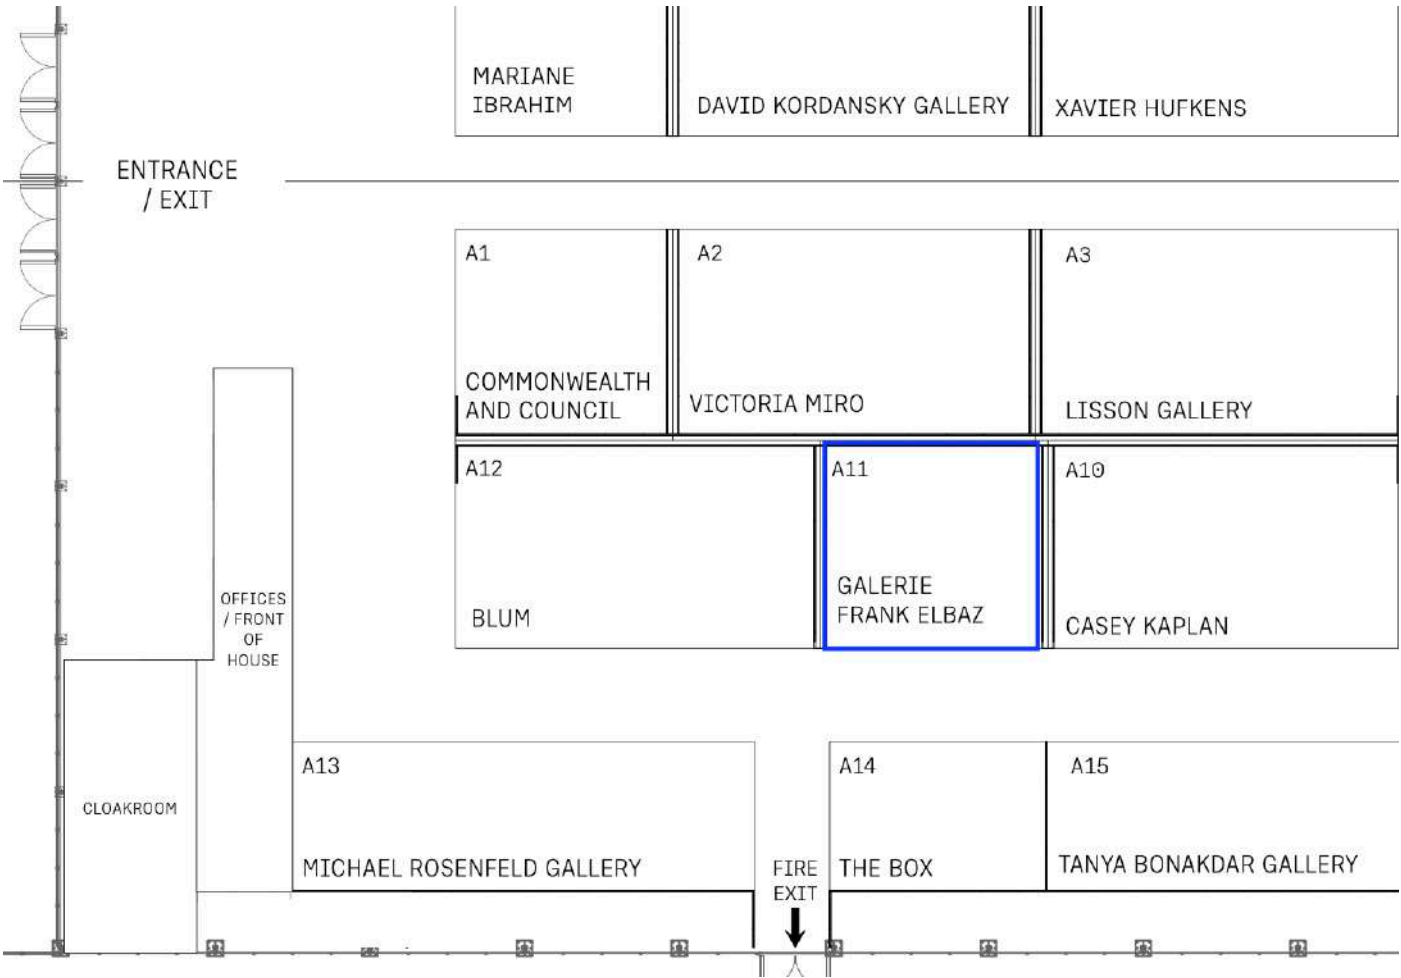 MARIANE
IBRAHIM
DAVID KORDANSKY GALLERY
XAVIER HUFKENS
ENTRANCE
/ EXIT
A1
A2
A3
COMMONWEALTH
AND COUNCIL
VICTORIA MIRO
LISSON GALLERY
A12
A11
A10
BLUM
GALERIE
FRANK ELBAZ
CASEY KAPLAN
OFFICES
/ FRONT
OF
HOUSE
CLOAKROOM
A13
A14
A15
MICHAEL ROSENFELD GALLERY
FIRE
EXIT
THE BOX
TANYA BONAKDAR GALLERY